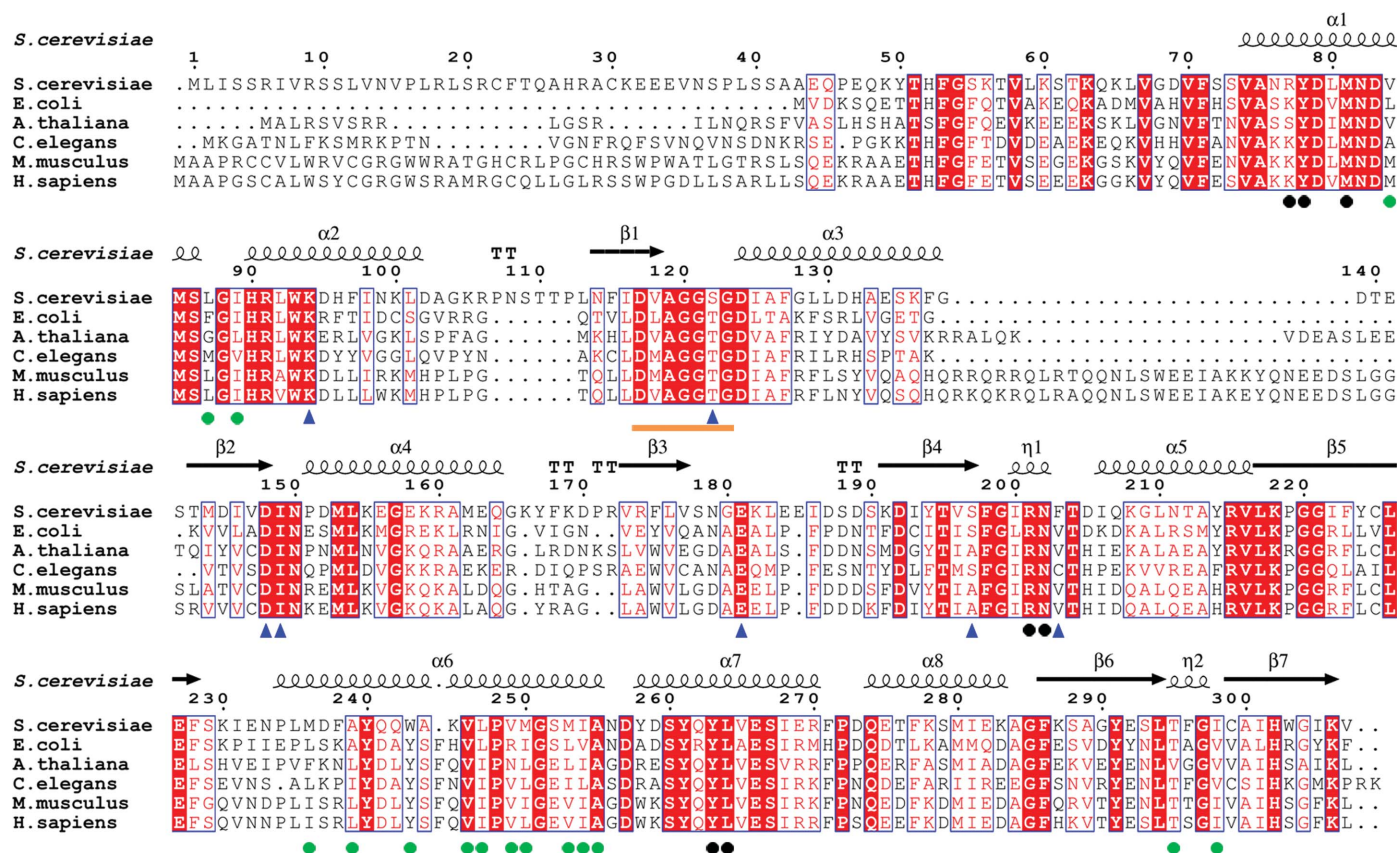 α1
S.cerevisiae
1 10 20 30 40 50 60 70 80
S.cerevisiae .MLISSRIVRSSLVNVPLRLSRCFTQAHRACKEEEVNSPLSSAAEQPEQKYTHFGSKTVLKSTKQKLVGDVFSSVANRYDLMNDV
E.coli ...........................................MVDKSQETTHFGFQTVAKEQKADMVAHVFHSVASKYDLMNDL
A.thaliana ......MALRSVSRR...........LGSR......ILNQRSFVASLHSHATSFGFQEVKEEEKSKLVGNVFTNVASSYDIMNDV
C.elegans ..MKGATNLFKSMRKPTN........VGNFRQFSVNQVNSDNKRSE.PGKKTHFGFTDVDEAEKEQKVHHVFANVAKKYDLMNDA
M.musculus MAAPRCCVLWRVCGRGWWRATGHCRLPGCHRSWPWATLGTRSLSQEKRAAETHFGFETVSEGEKGSKVYQVFENVAKKYDLMNDM
H.sapiens MAAPGSCALWSYCGRGWSRAMRGCQLLGLRSSWPGDLLSARLLSQEKRAAETHFGFETVSEEEKGGKVYQVFESVAKKYDVMNDM
α2 β1 α3
S.cerevisiae TT
90 100 110 120 130 140
S.cerevisiae MSLGIHRLWKDHFINKLDAGKRPNSTTPLNFIDVAGGSGDIAFGLLDHAESKFG............................DTE
E.coli MSFGIHRLWKRFTIDCSGVRRG......QTVLDLAGGTGDLTAKFSRLVGETG................................
A.thaliana MSGGLHRLWKERLVGKLSPFAG......MKHLDVAGGTGDIAFRIYDAVYSVKRRALQK..................VDEASLEE
C.elegans MSMGVHRLWKDYYVGGLQVPYN......AKCLDMAGGTGDIAFRILRHSPTAK................................
M.musculus MSLGIHRAWKDLLIRKMHPLPG......TQLLDMAGGTGDIAFRFLSYVQAQHQRRQRRQLRTQQNLSWEEIAKKYQNEEDSLGG
H.sapiens MSLGIHRVWKDLLLWKMHPLPG......TQLLDVAGGTGDIAFRFLNYVQSQHQRKQKRQLRAQQNLSWEEIAKEYQNEEDSLGG
β2 α4 β3 β4 η1 α5 β5
S.cerevisiae TT TT TT
150 160 170 180 190 200 210 220
S.cerevisiae STMDIVDINPDMLKEGEKRAMEQGKYFKDPRVRFLVSNGEKLEEIDSDSKDIYTVSFGIRNFTDIQKGLNTAYRVLKPGGIFYCL
E.coli .KVVLADINESMLKMGREKLRNIG.VIGN..VEYVQANAEALP.FPDNTFDCITISFGLRNVTDKDKALRSMYRVLKPGGRLLVL
A.thaliana TQIYVCDINPNMLNVGKQRAAERG.LRDNKSLVWVEGDAEALS.FDDNSMDGYTIAFGIRNVTHIEKALAEAYRVLKRGGRFLCL
C.elegans ..VTVSDINQPMLDVGKKRAEKER.DIQPSRAEWVCANAEQMP.FESNTYDLFTMSFGIRNCTHPEKVVREAFRVLKPGGQLAIL
M.musculus SLATVCDINREMLKVGKQKALDQG.HTAG..LAWVLGDAEELP.FDDDSFDVYTIAFGIRNVTHIDQALQEAHRVLKPGGRFLCL
H.sapiens SRVVVCDINKEMLKVGKQKALAQG.YRAG..LAWVLGDAEELP.FDDDKFDIYTIAFGIRNVTHIDQALQEAHRVLKPGGRFLCL
α6 α7 α8 β6 η2 β7
S.cerevisiae
230 240 250 260 270 280 290 300
S.cerevisiae EFSKIENPLMDFAYQQWA.KVLPVMGSMIANDYDSYQYLVESIERFPDQETFKSMIEKAGFKSAGYESLTFGICAIHWGIKV..
E.coli EFSKPIIEPLSKAYDAYSFHVLPRIGSLVANDADSYRYLAESIRMHPDQDTLKAMMQDAGFESVDYYNLTAGVVALHRGYKF..
A.thaliana ELSHVEIPVFKNLYDLYSFQVIPNLGELIAGDRESYQYLVESVRRFPPQERFASMIADAGFEKVEYENLVGGVVAIHSAIKL..
C.elegans EFSEVNS.ALKPIYDAYSFNVIPVLGEILASDRASYQYLVESIRKFPNQDEFARIIREEGFSNVRYENLTFGVCSIHKGMKPRK
M.musculus EFGQVNDPLISRLYDLYSFQVIPVIGEVIAGDWKSYQYLVESIRKFPNQEDFKDMIEDAGFQRVTYENLTTGIVAIHSGFKL..
H.sapiens EFSQVNNPLISRLYDLYSFQVIPVLGEVIAGDWKSYQYLVESIRRFPSQEEFKDMIEDAGFHKVTYESLTSGIVAIHSGFKL..